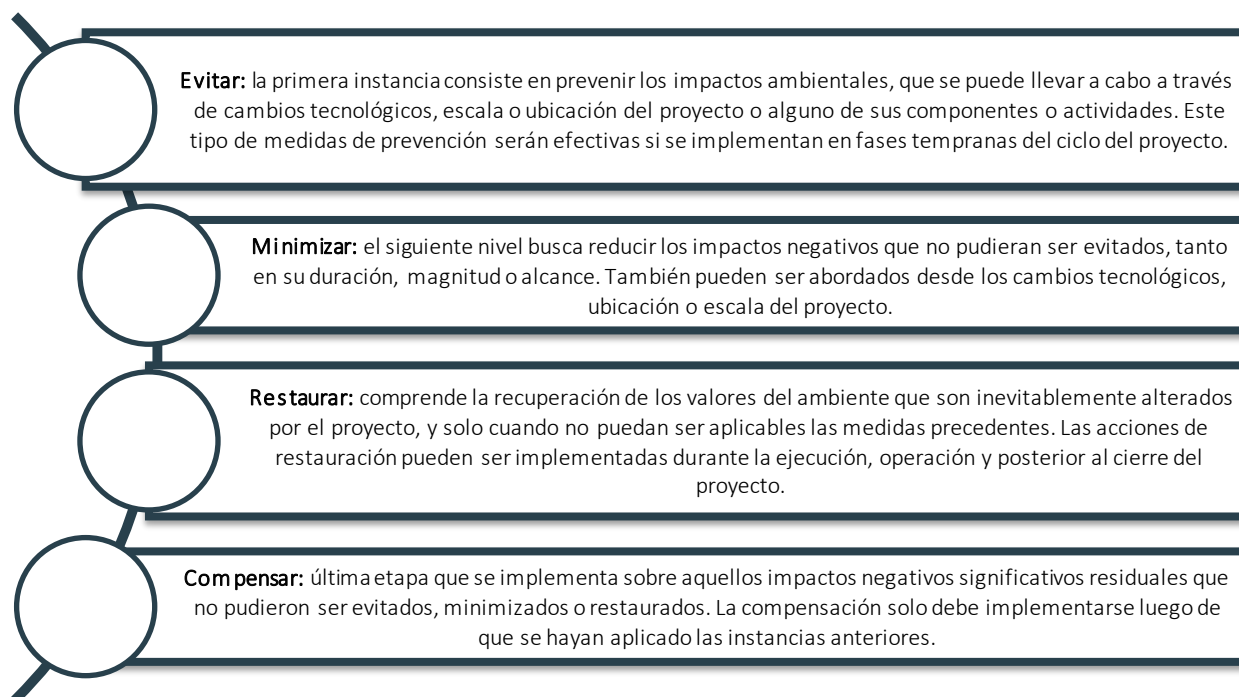 Evitar: la primera instancia consiste en prevenir los impactos ambientales, que se puede llevar a cabo a través
de cambios tecnológicos, escala o ubicación del proyecto o alguno de sus componentes o actividades. Este
tipo de medidas de prevención serán efectivas si se implementan en fases tempranas del ciclo del proyecto.
Minimizar: el siguiente nivel busca reducir los impactos negativos que no pudieran ser evitados, tanto
en su duración, magnitud o alcance. También pueden ser abordados desde los cambios tecnológicos,
ubicación o escala del proyecto.
Restaurar: comprende la recuperación de los valores del ambiente que son inevitablemente alterados
por el proyecto, y solo cuando no puedan ser aplicables las medidas precedentes. Las acciones de
restauración pueden ser implementadas durante la ejecución, operación y posterior al cierre del
proyecto.
Compensar: última etapa que se implementa sobre aquellos impactos negativos significativos residuales que
no pudieron ser evitados, minimizados o restaurados. La compensación solo debe implementarse luego de
que se hayan aplicado las instancias anteriores.